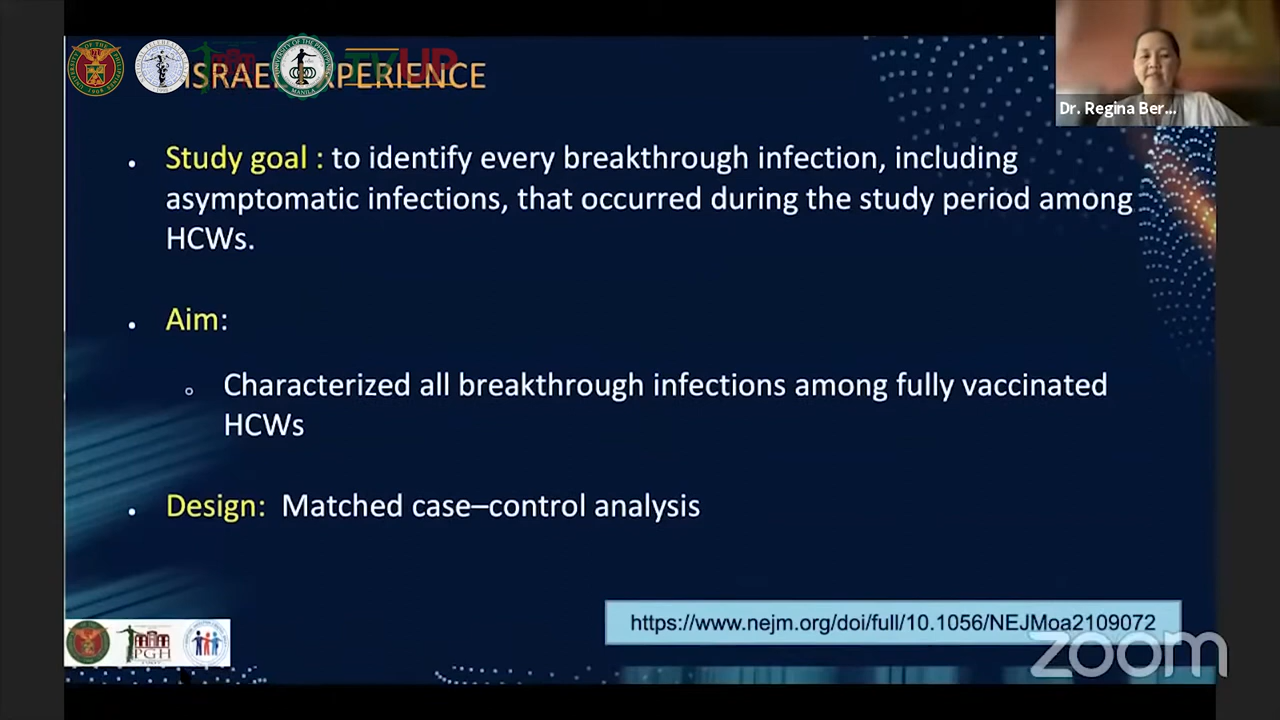 ISRAEL EXPERIENCE
Dr. Regina Ber...
• Study goal : to identify every breakthrough infection, including
asymptomatic infections, that occurred during the study period among
HCWs.
• Aim:
○ Characterized all breakthrough infections among fully vaccinated
HCWs
• Design: Matched case–control analysis
https://www.nejm.org/doi/full/10.1056/NEJMoa2109072
PGH
zoom